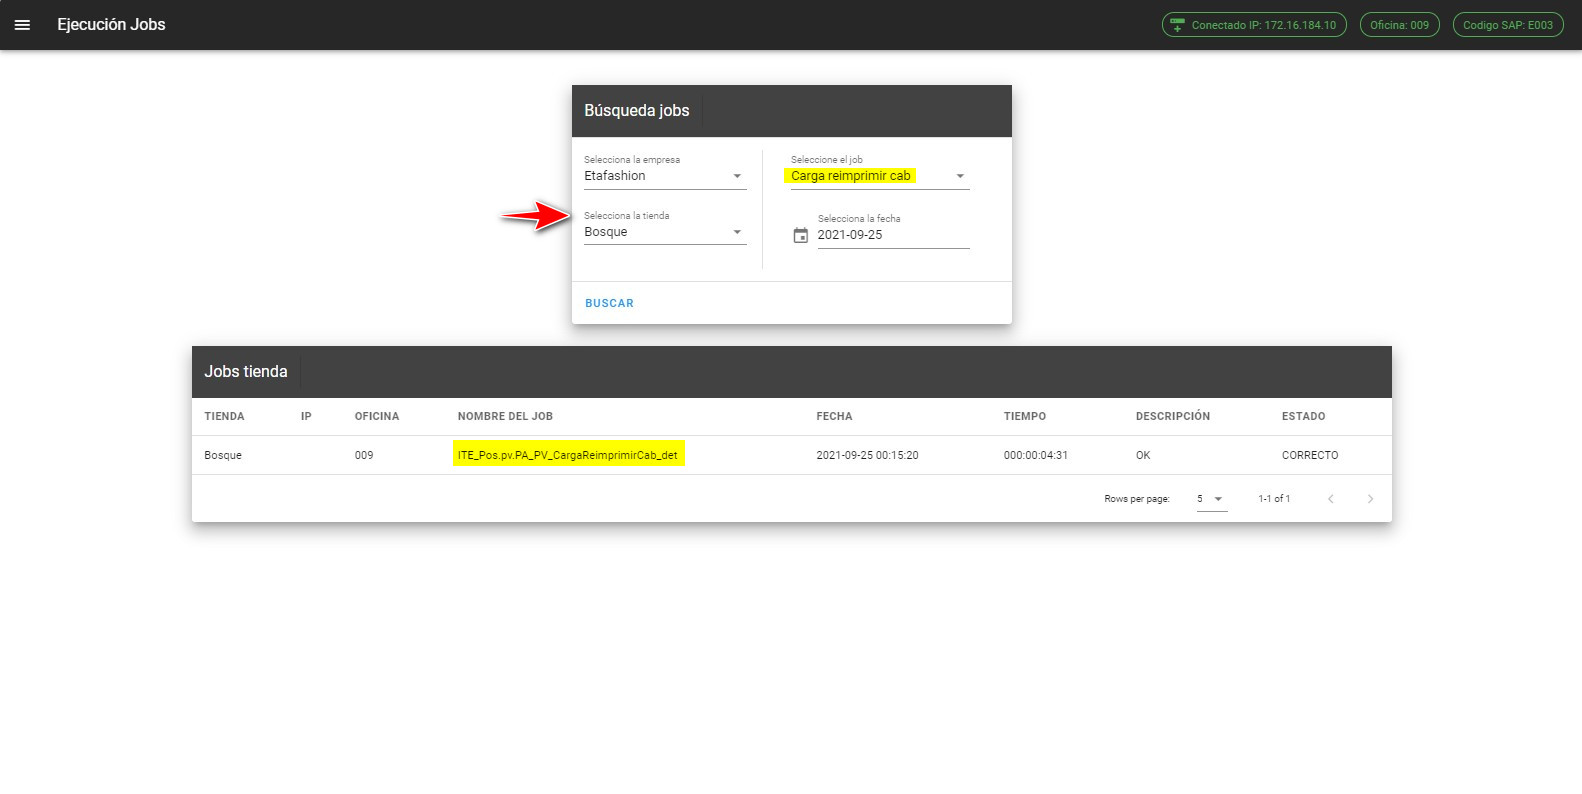 Ejecución Jobs
Conectado IP: 172.16.184.10
Oficina: 009
Codigo SAP: E003
Búsqueda jobs
Selecciona la empresa
Etafashion
Seleccione el job
Carga reimprimir cab
Selecciona la tienda
Bosque
Selecciona la fecha
2021-09-25
BUSCAR
Jobs tienda
TIENDA IP OFICINA NOMBRE DEL JOB FECHA TIEMPO DESCRIPCIÓN ESTADO
Bosque 009 ITE_Pos.pv.PA_PV_CargaReimprimirCab_det 2021-09-25 00:15:20 000:00:04:31 OK CORRECTO
Rows per page: 5 1-1 of 1